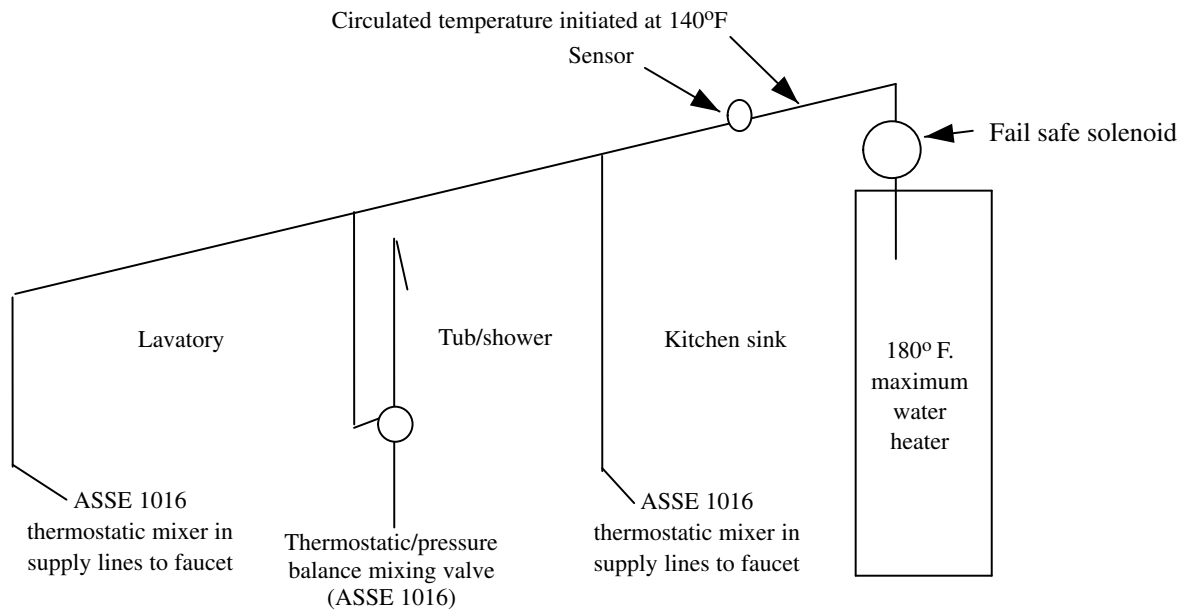 Circulated temperature initiated at 140ºF
Sensor
Fail safe solenoid
Lavatory
Tub/shower
Kitchen sink
180º F.
maximum
water
heater
ASSE 1016
thermostatic mixer in
supply lines to faucet
Thermostatic/pressure
balance mixing valve
(ASSE 1016)
ASSE 1016
thermostatic mixer in
supply lines to faucet